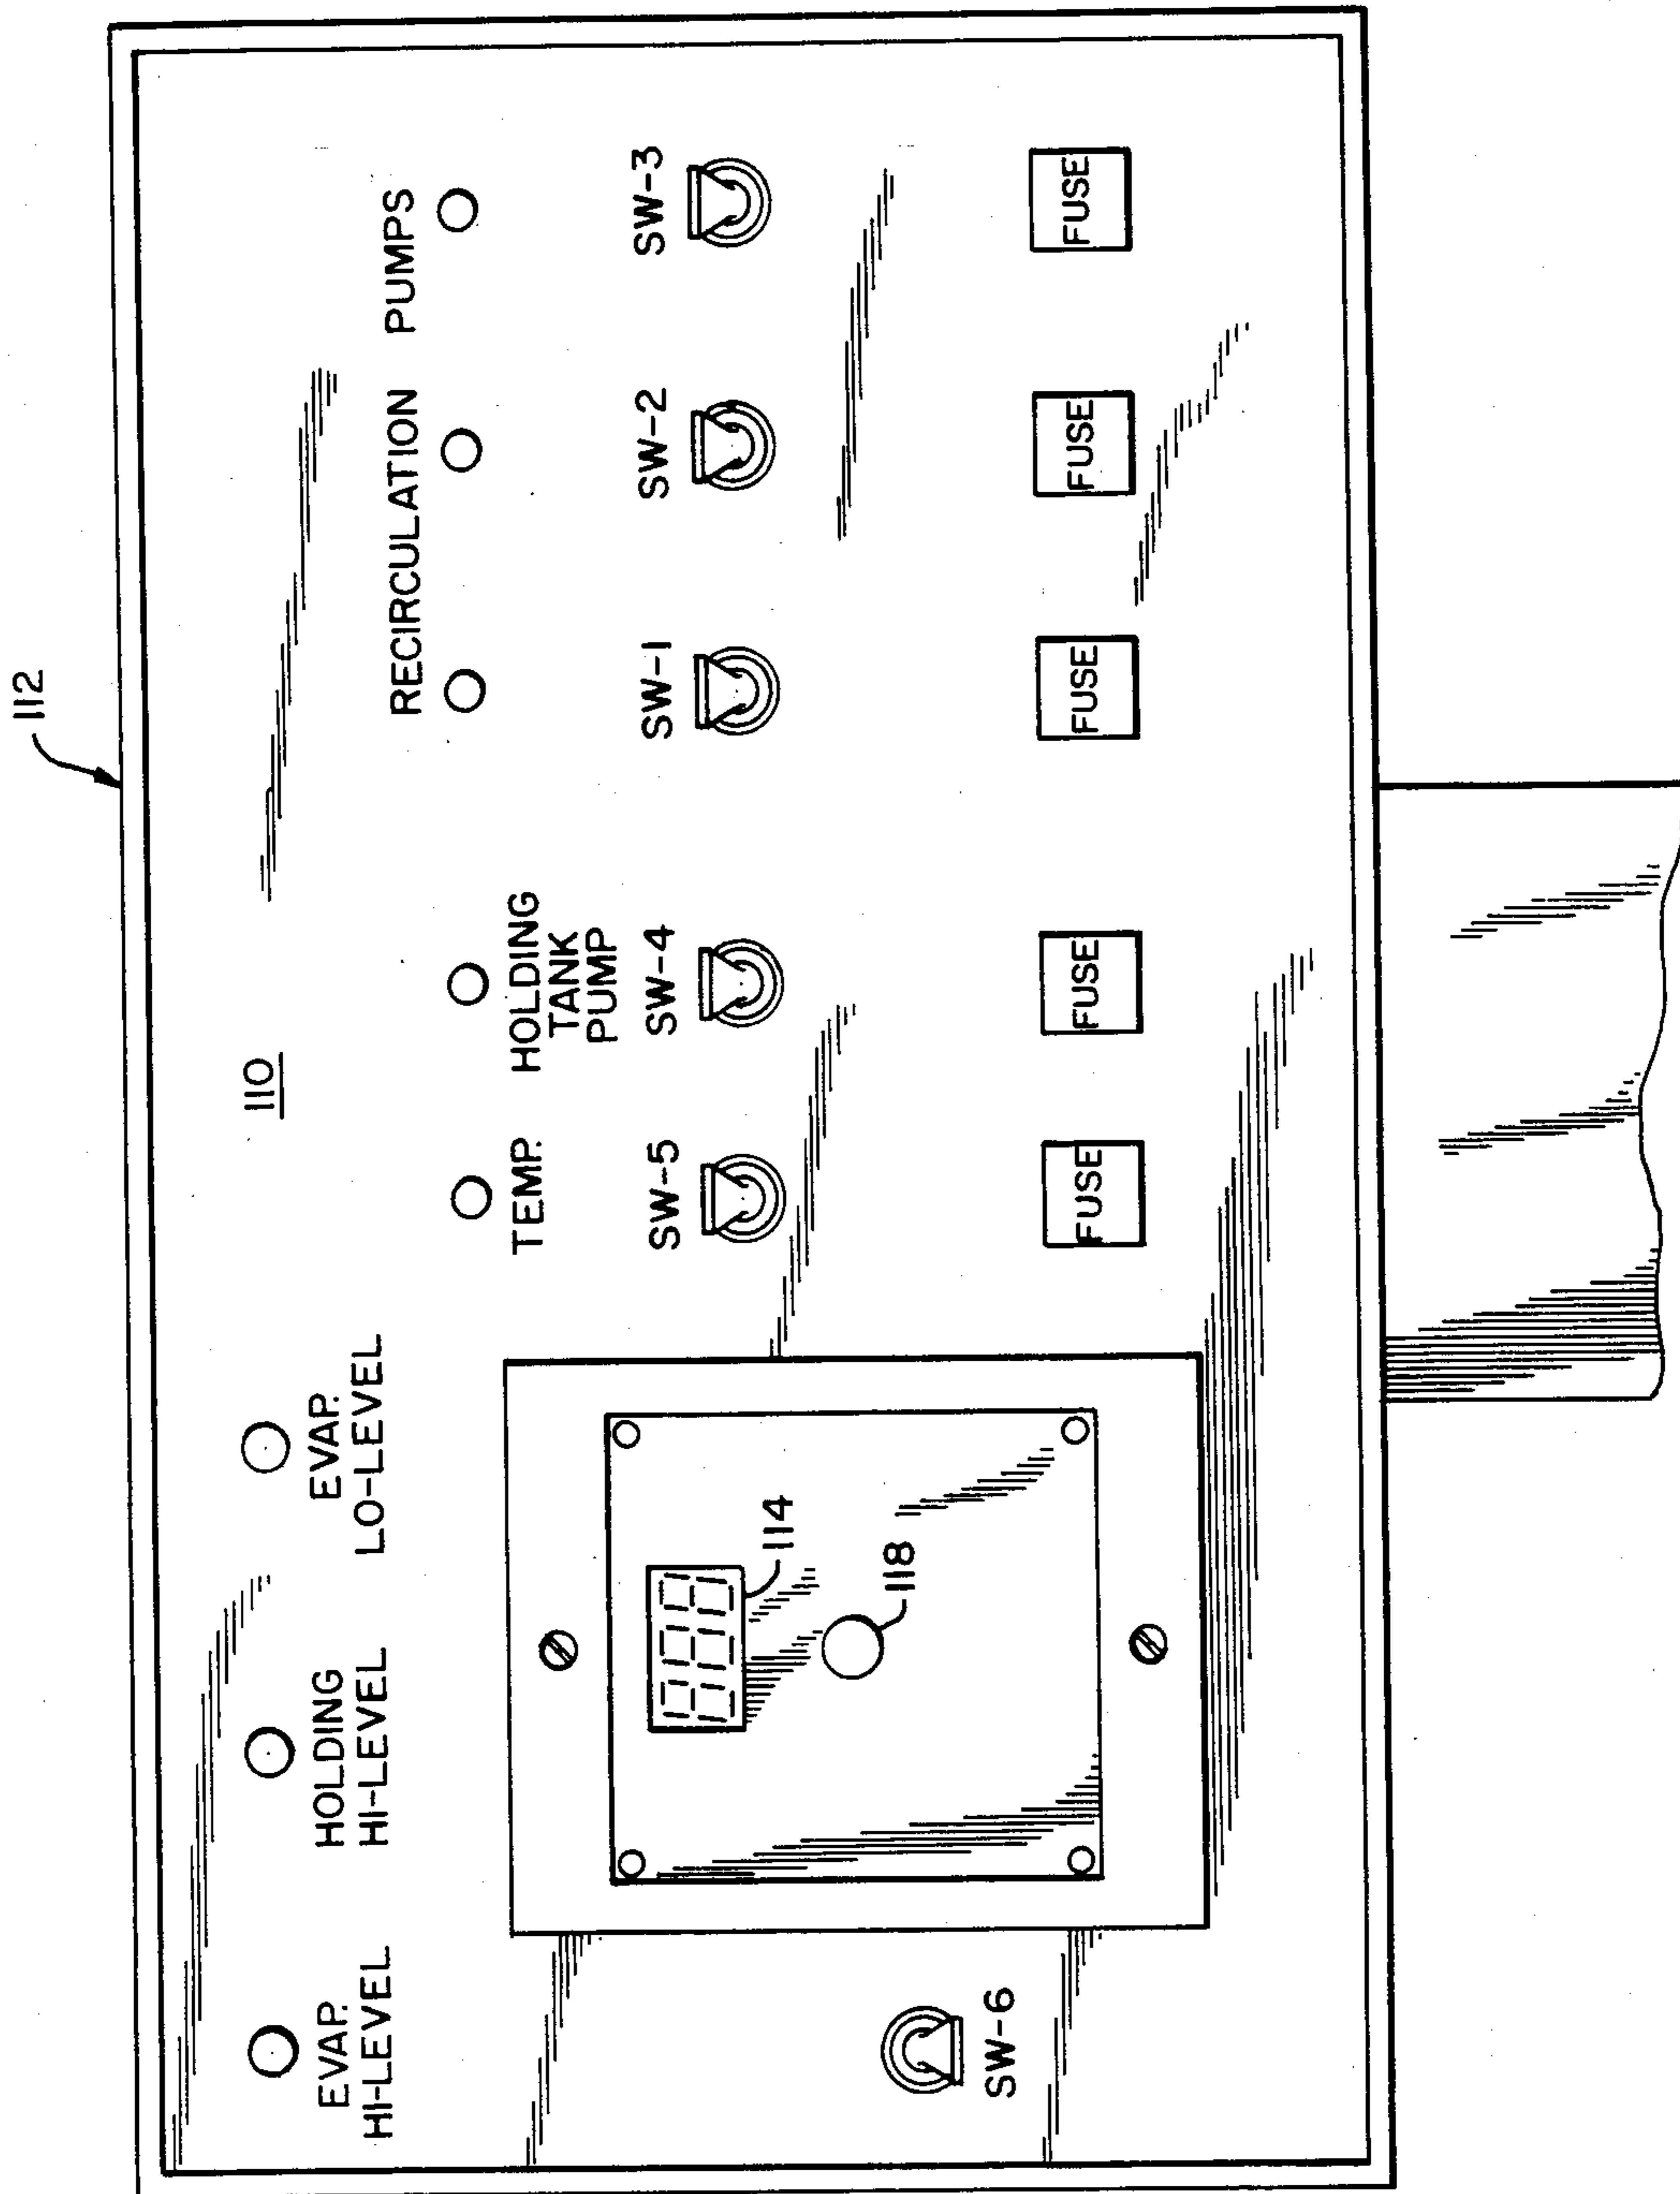 112
110
EVAP.
HI-LEVEL
HOLDING
HI-LEVEL
EVAP.
LO-LEVEL
RECIRCULATION PUMPS
TEMP.
HOLDING
TANK
PUMP
SW-5
SW-4
SW-1
SW-2
SW-3
114
118
SW-6
FUSE
FUSE
FUSE
FUSE
FUSE